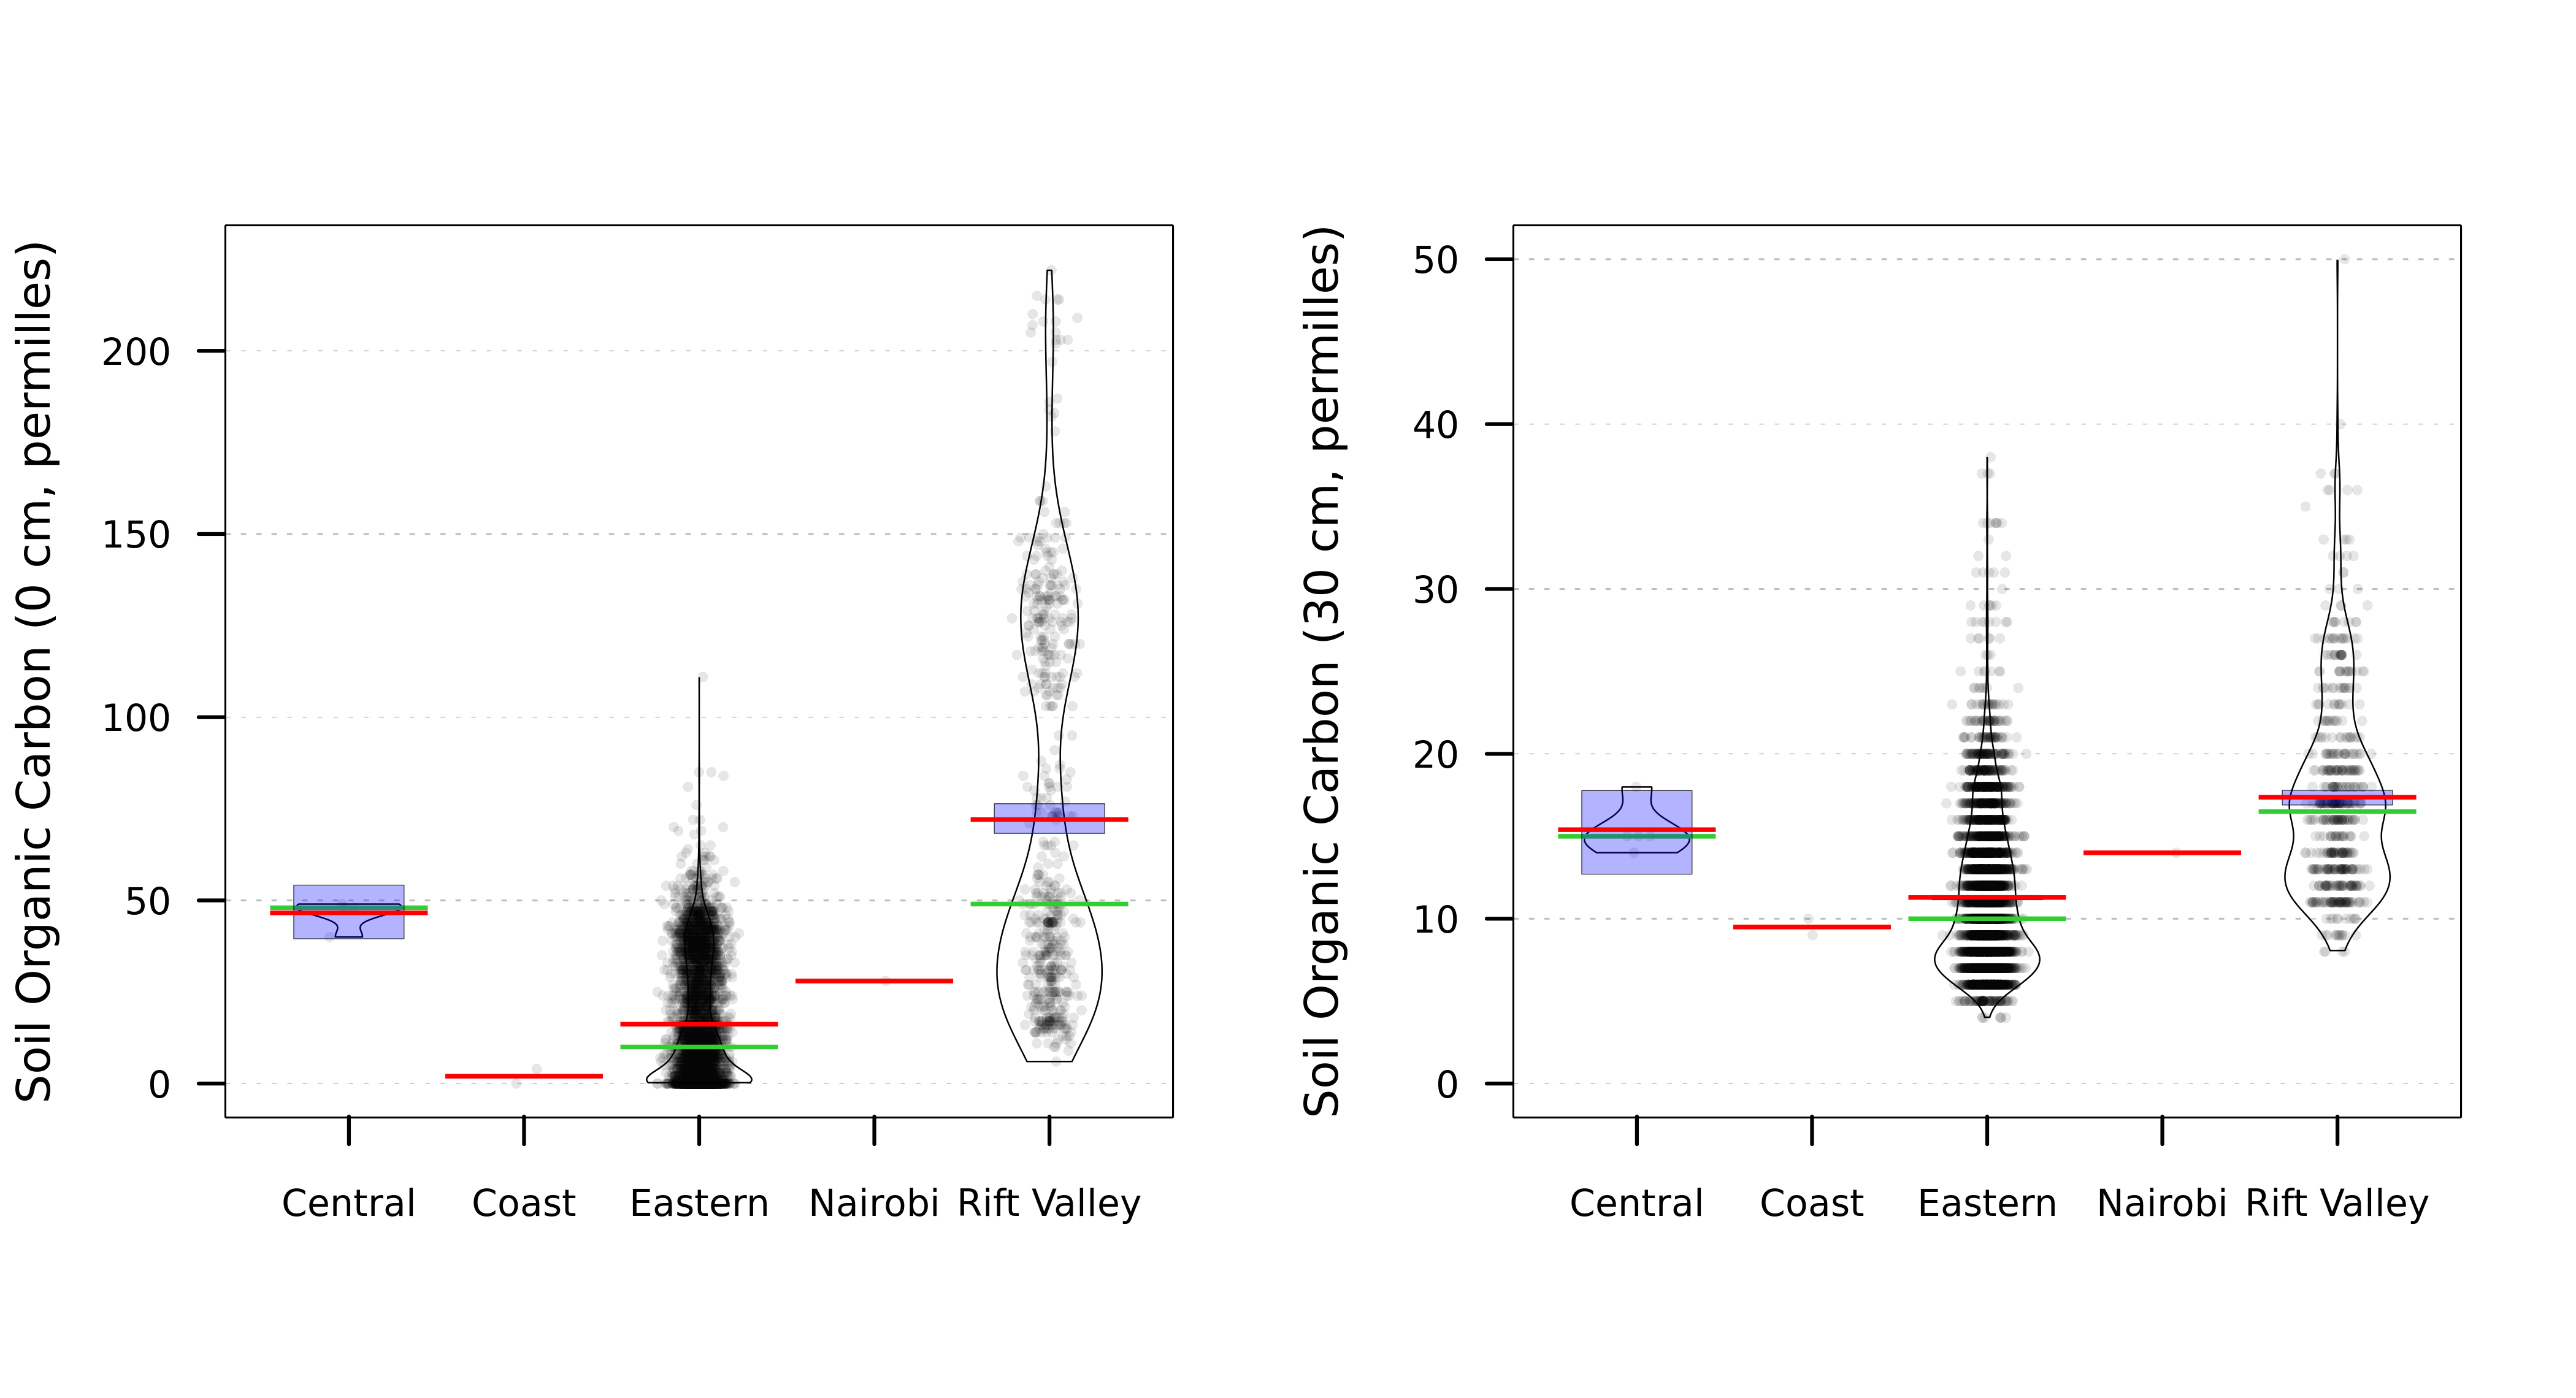 Soil Organic Carbon (0 cm, permilles)
200
150
100
50
0
Central Coast Eastern Nairobi Rift Valley
Soil Organic Carbon (30 cm, permilles)
50
40
30
20
10
0
Central Coast Eastern Nairobi Rift Valley